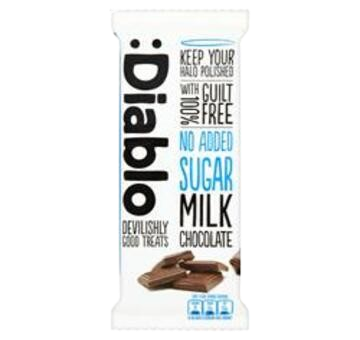 :Diablo
DEVILISHLY
GOOD TREATS
KEEP YOUR
HALO POLISHED
WITH
100%
GUILT
FREE
NO ADDED
SUGAR
MILK
CHOCOLATE